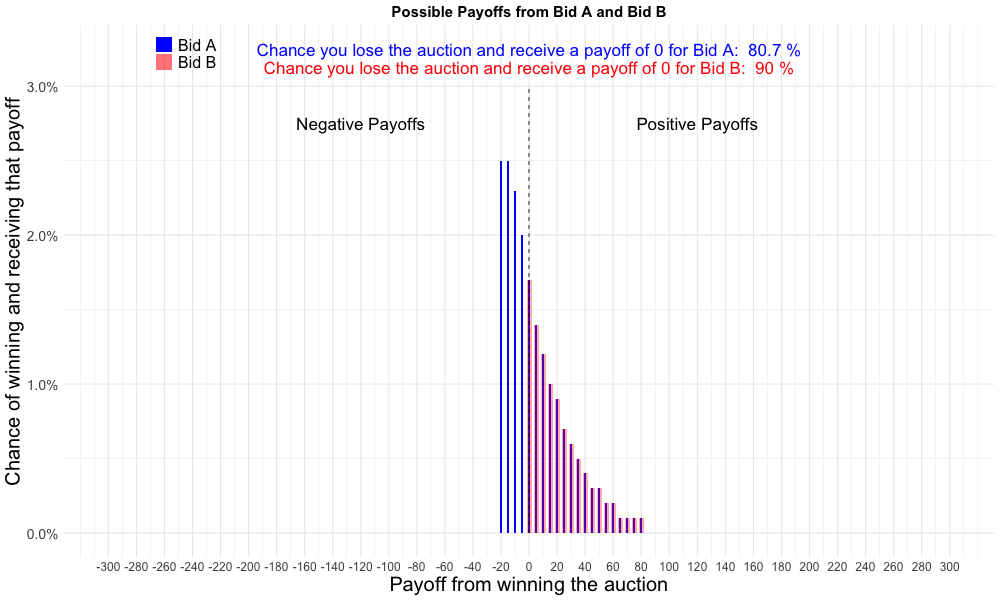 Possible Payoffs from Bid A and Bid B
Bid A
Bid B
Chance you lose the auction and receive a payoff of 0 for Bid A:  80.7 %
Chance you lose the auction and receive a payoff of 0 for Bid B:  90 %
Negative Payoffs
Positive Payoffs
Chance of winning and receiving that payoff
3.0%
2.0%
1.0%
0.0%
-300 -280 -260 -240 -220 -200 -180 -160 -140 -120 -100 -80 -60 -40 -20 0 20 40 60 80 100 120 140 160 180 200 220 240 260 280 300
Payoff from winning the auction